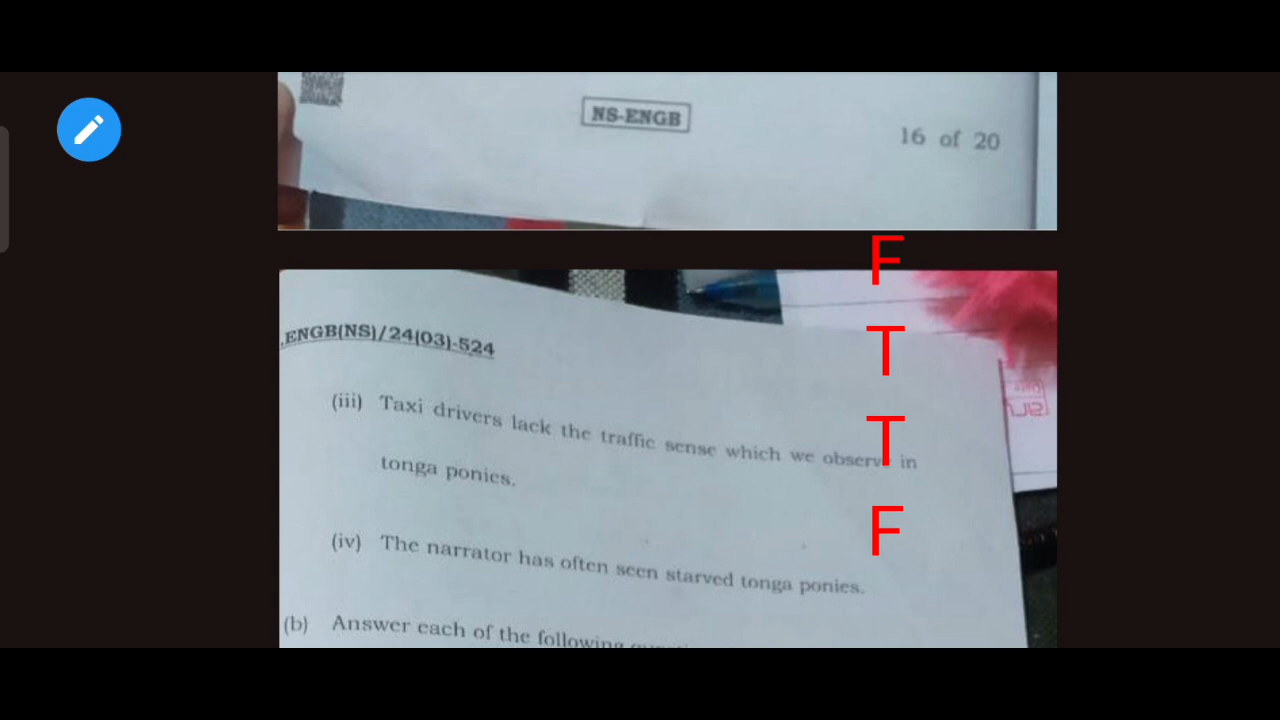 NS-ENGB
16 of 20
F
ENGB(NS)/24(03)-524
T
(iii) Taxi drivers lack the traffic sense which we observe in
T
tonga ponies.
F
(iv) The narrator has often seen starved tonga ponies.
(b) Answer each of the following